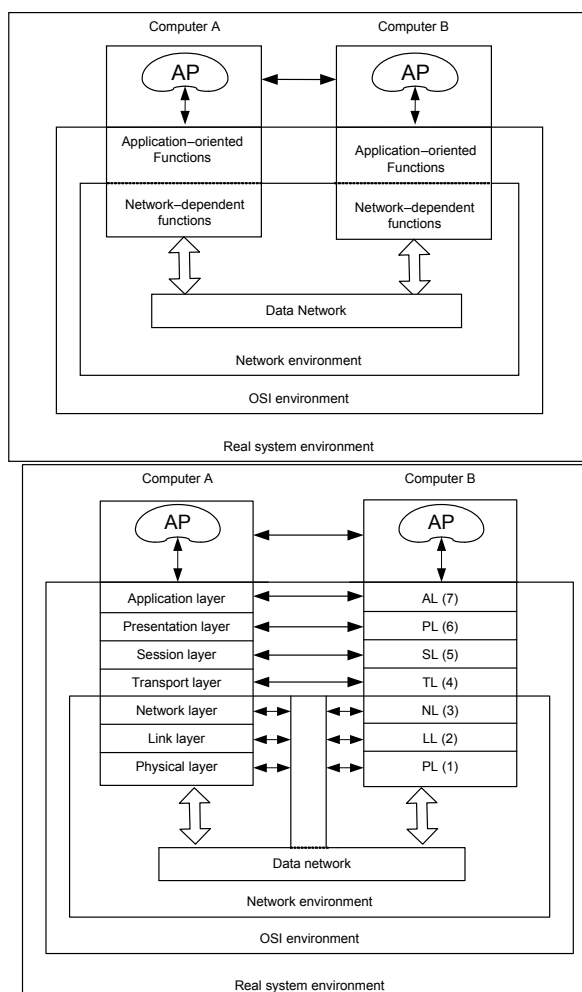 Computer A
Computer B
AP
AP
Application–oriented
Functions
Application–oriented
Functions
Network–dependent
functions
Network–dependent
functions
Data Network
Network environment
OSI environment
Real system environment
Computer A
Computer B
AP
AP
Application layer
AL (7)
Presentation layer
PL (6)
Session layer
SL (5)
Transport layer
TL (4)
Network layer
NL (3)
Link layer
LL (2)
Physical layer
PL (1)
Data network
Network environment
OSI environment
Real system environment